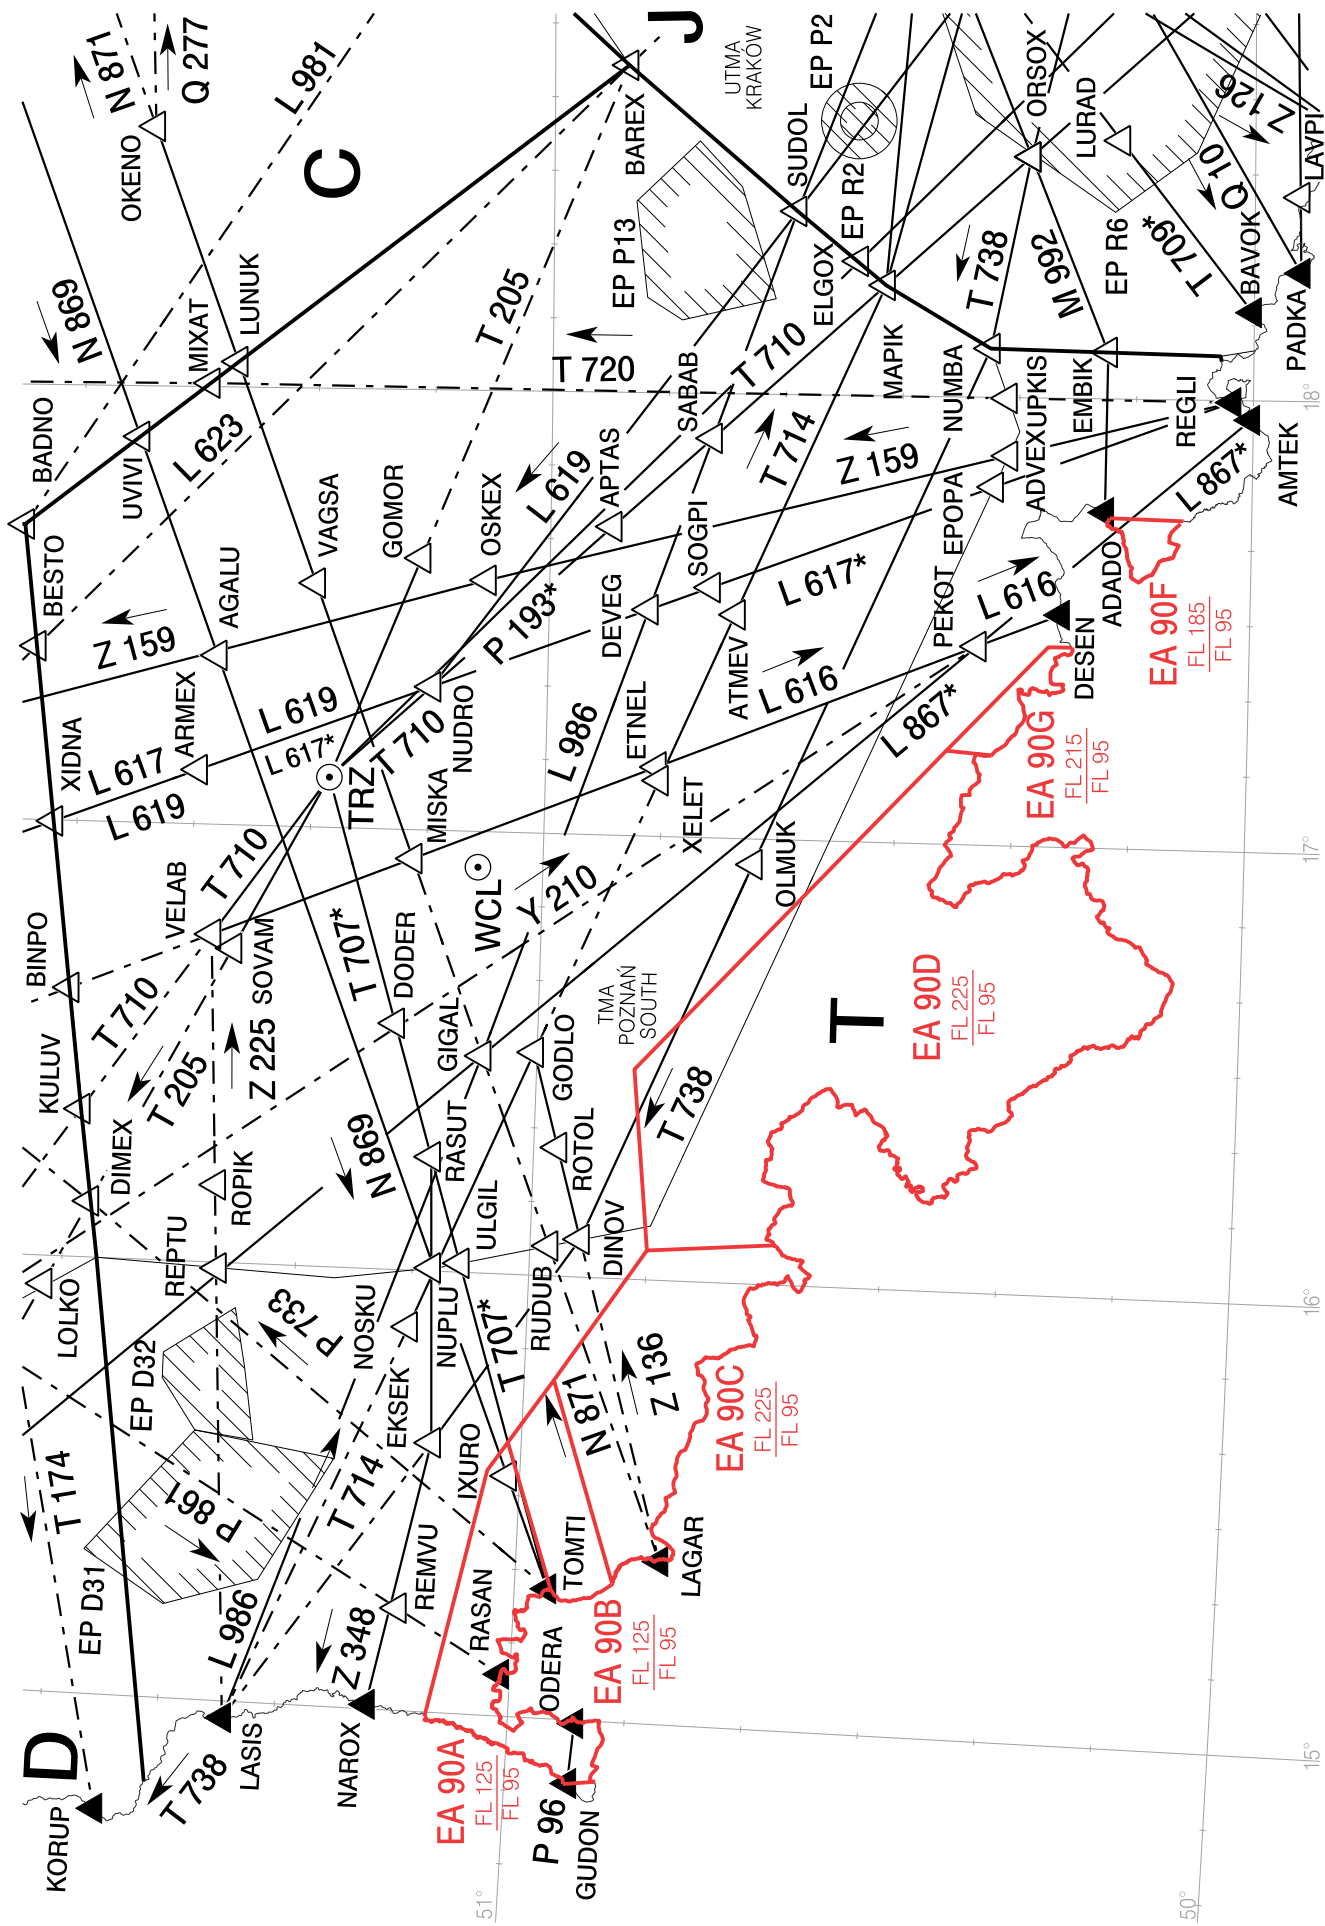 N 871
Q 277
L 981
OKENO
C
J
BAREX
UTMA
KRAKÓW
EP P2
SUDOL
EP R2
ORSOX
LURAD
Z 126
Q 10
LAVPI
N 869
MIXAT
LUNUK
T 205
EP P13
ELGOX
T 738
M 992
EP R6
T 709*
BAVOK
PADKA
BADNO
UVIVI
L 623
T 720
SABAB
T 710
MAPIK
NUMBA
UPKIS
EMBIK
REGLI
18°
BESTO
VAGSA
GOMOR
OSKEX
L 619
APTAS
T 714
Z 159
EPOPA
ADVEX
L 867*
AMTEK
Z 159
AGALU
P 193*
DEVEG
SOGPI
L 617*
PEKOT
L 616
ADADO
EA 90F
FL 185
FL 95
XIDNA
L 617
L 619
ARMEX
L 619
L 617*
TRZ
T 710
NUDRO
L 986
ETNEL
ATMEV
L 616
L 867*
DESEN
EA 90G
FL 215
FL 95
MISKA
WCL
XELET
OLMUK
17°
BINPO
VELAB
T 710
SOVAM
T 707*
DODER
Y 210
TMA
POZNAŃ
SOUTH
T
EA 90D
FL 225
FL 95
KULUV
T 710
T 205
Z 225
GIGAL
GODLO
T 738
DIMEX
ROPIK
N 869
RASUT
ULGIL
ROTOL
DINOV
LOLKO
REPTU
P 733
NOSKU
NUPLU
T 707*
RUDUB
16°
EP D32
EKSEK
IXURO
N 871
Z 136
EA 90C
FL 225
FL 95
T 174
P 861
T 714
EP D31
L 986
REMVU
RASAN
TOMTI
LAGAR
Z 348
ODERA
EA 90B
FL 125
FL 95
D
KORUP
T 738
LASIS
NAROX
EA 90A
FL 125
FL 95
P 96
GUDON
15°
51°
50°